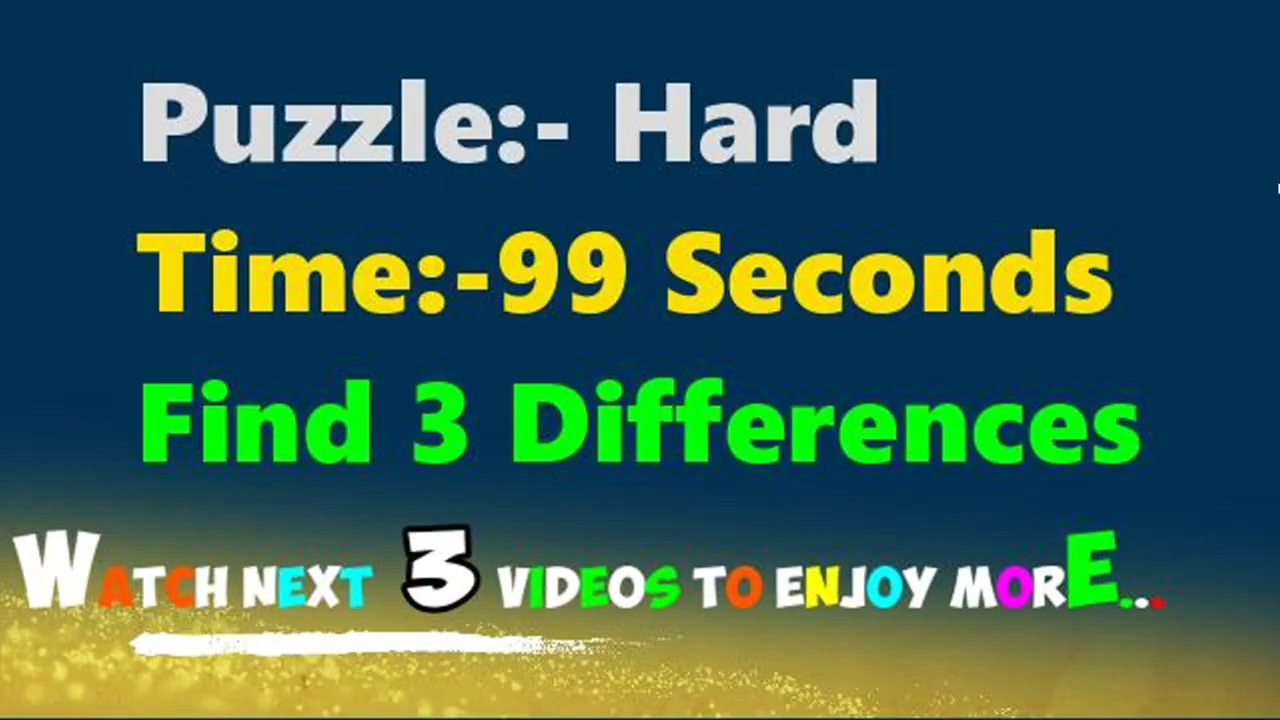 Puzzle:- Hard
Time:-99 Seconds
Find 3 Differences
WATCH NEXT 3 VIDEOS TO ENJOY MORE...